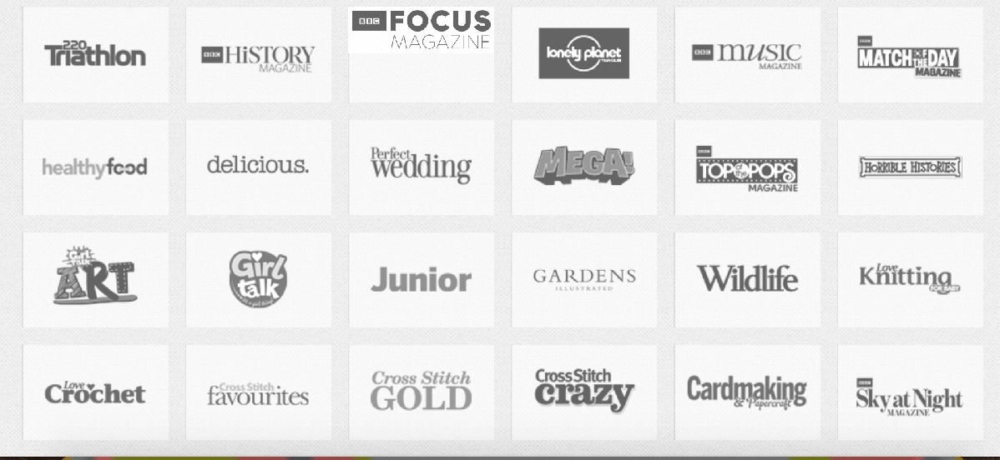 220
Triathlon
BBC HiSTORY
MAGAZINE
BBC FOCUS
MAGAZINE
lonely planet
BBC mUSIC
MAGAZINE
BBC
MATCH OF THE DAY
MAGAZINE
healthyfood
delicious.
Perfect
wedding
MEGA!
BBC
TOP of the POPS
MAGAZINE
HORRIBLE HISTORIES
Girl
Talk
ART
Girl
talk
Junior
GARDENS
ILLUSTRATED
Wildlife
Love
Knitting
FOR BABY
Love
Crochet
Cross Stitch
favourites
Cross Stitch
GOLD
Cross Stitch
crazy
Cardmaking
& Papercraft
BBC
Sky at Night
MAGAZINE